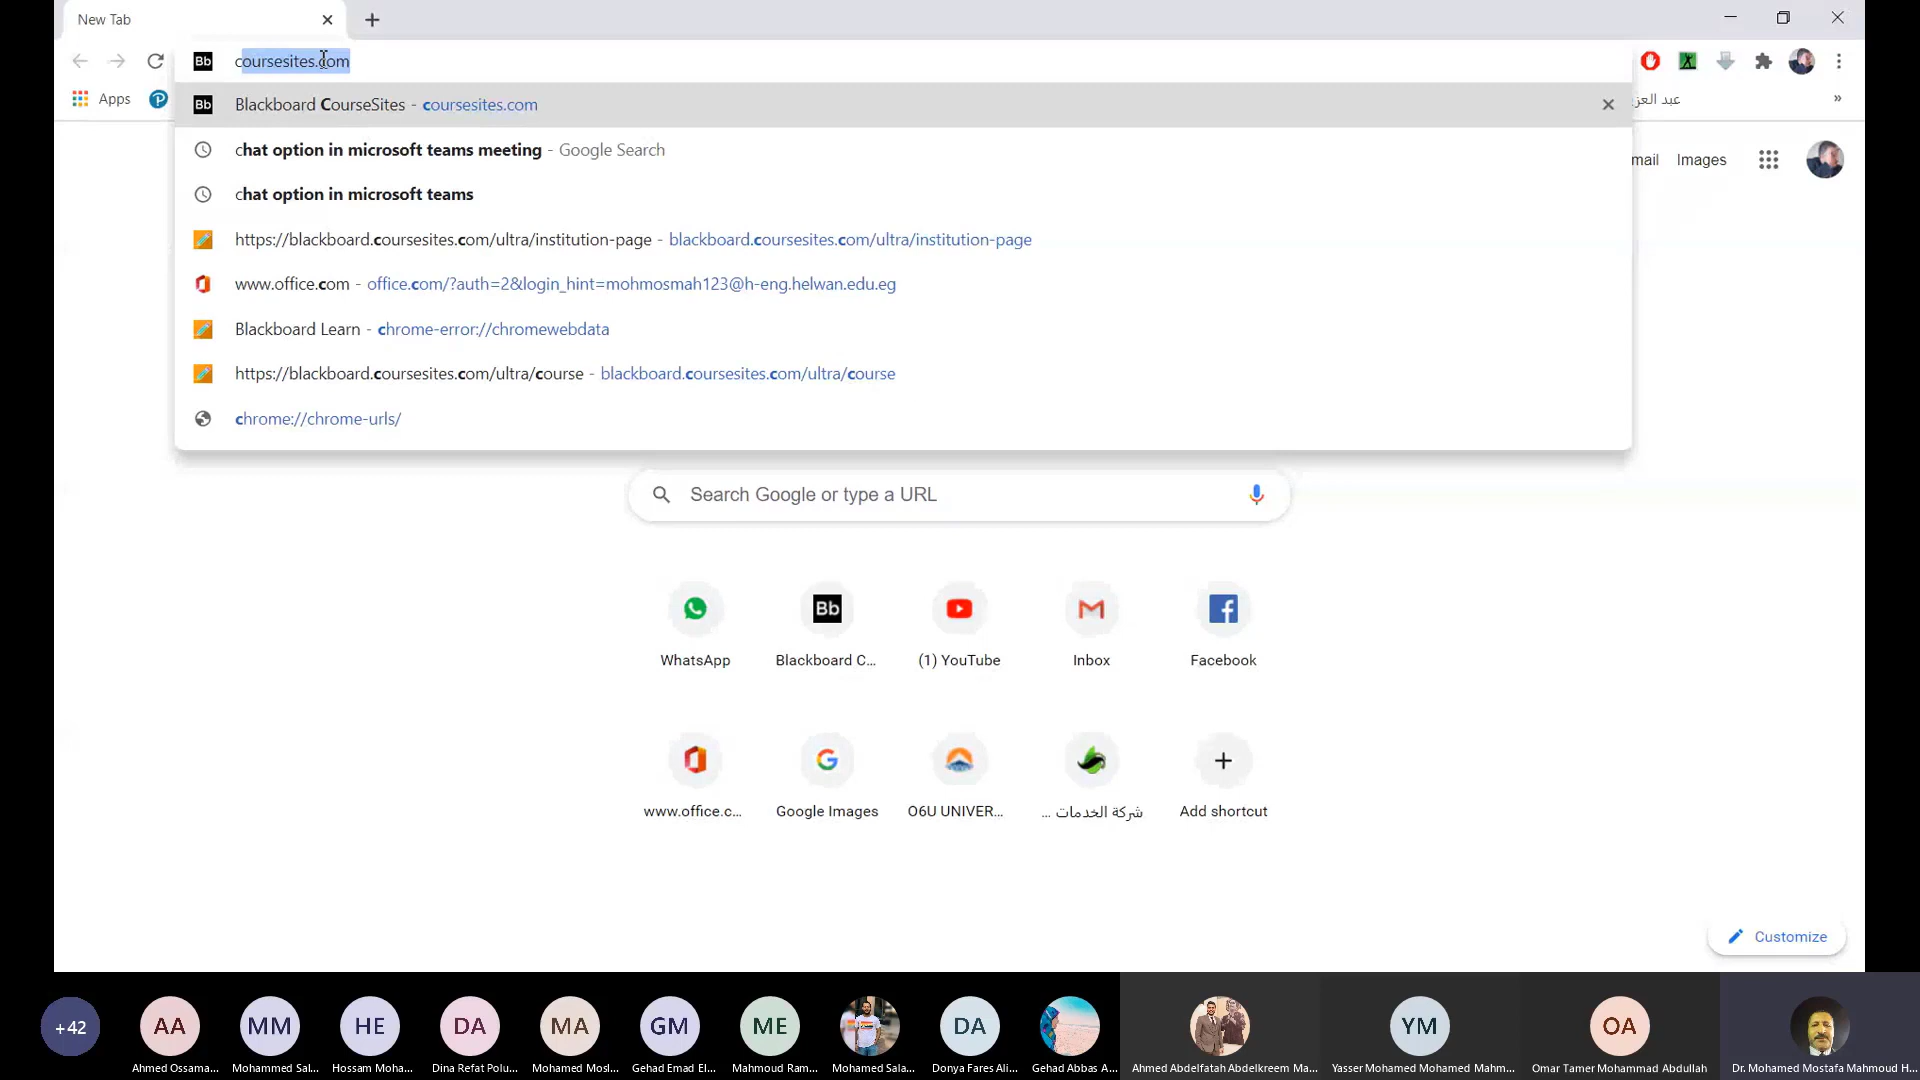 New Tab
Bb coursesites.com
Apps
عبد العزيز
»
Bb Blackboard CourseSites - coursesites.com
chat option in microsoft teams meeting - Google Search
chat option in microsoft teams
https://blackboard.coursesites.com/ultra/institution-page - blackboard.coursesites.com/ultra/institution-page
www.office.com - office.com/?auth=2&login_hint=mohmosmah123@h-eng.helwan.edu.eg
Blackboard Learn - chrome-error://chromewebdata
https://blackboard.coursesites.com/ultra/course - blackboard.coursesites.com/ultra/course
chrome://chrome-urls/
mail Images
Search Google or type a URL
Bb
WhatsApp Blackboard C... (1) YouTube Inbox Facebook
www.office.c... Google Images O6U UNIVER... شركة الخدمات ... Add shortcut
Customize
+42 AA MM HE DA MA GM ME DA YM OA
Ahmed Ossama... Mohammed Sal... Hossam Moha... Dina Refat Polu... Mohamed Mosl... Gehad Emad El... Mahmoud Ram... Mohamed Sala... Donya Fares Ali... Gehad Abbas A... Ahmed Abdelfatah Abdelkreem Ma... Yasser Mohamed Mohamed Mahm... Omar Tamer Mohammad Abdullah Dr. Mohamed Mostafa Mahmoud H...